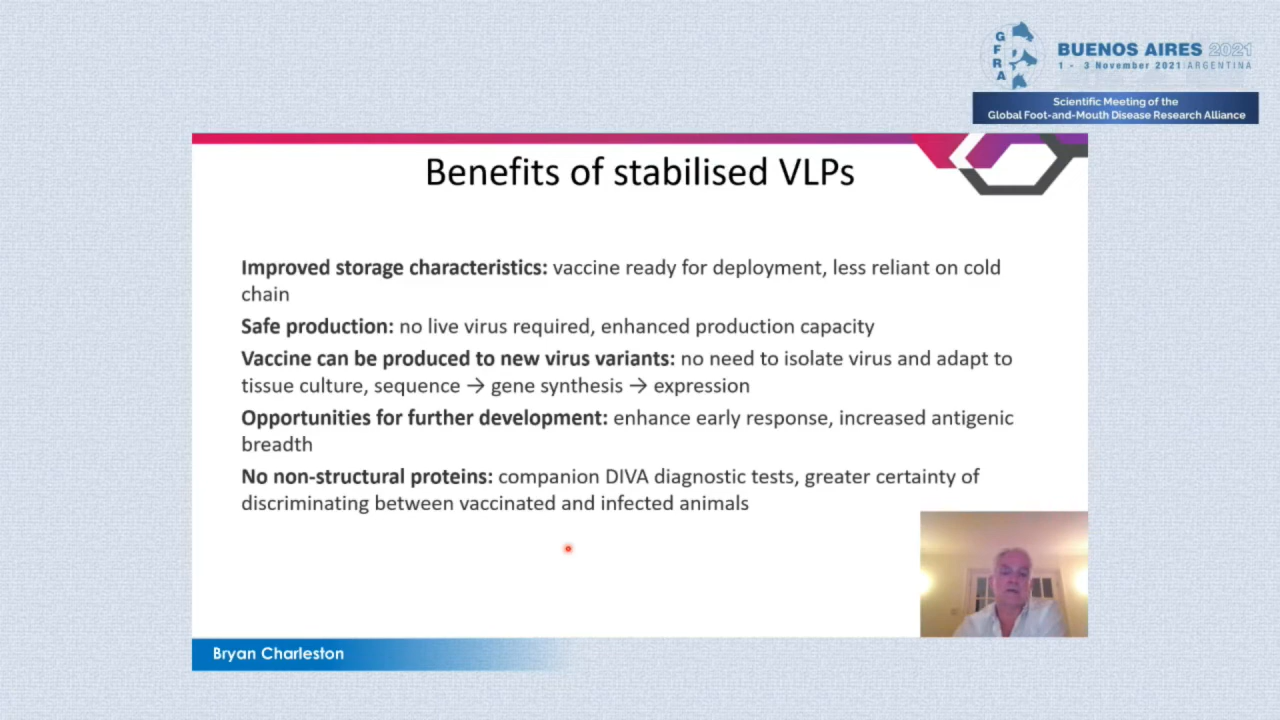 GFRA
BUENOS AIRES 2021
1 - 3 November 2021 ARGENTINA
Scientific Meeting of the
Global Foot-and-Mouth Disease Research Alliance
Benefits of stabilised VLPs
Improved storage characteristics: vaccine ready for deployment, less reliant on cold
chain
Safe production: no live virus required, enhanced production capacity
Vaccine can be produced to new virus variants: no need to isolate virus and adapt to
tissue culture, sequence → gene synthesis → expression
Opportunities for further development: enhance early response, increased antigenic
breadth
No non-structural proteins: companion DIVA diagnostic tests, greater certainty of
discriminating between vaccinated and infected animals
Bryan Charleston